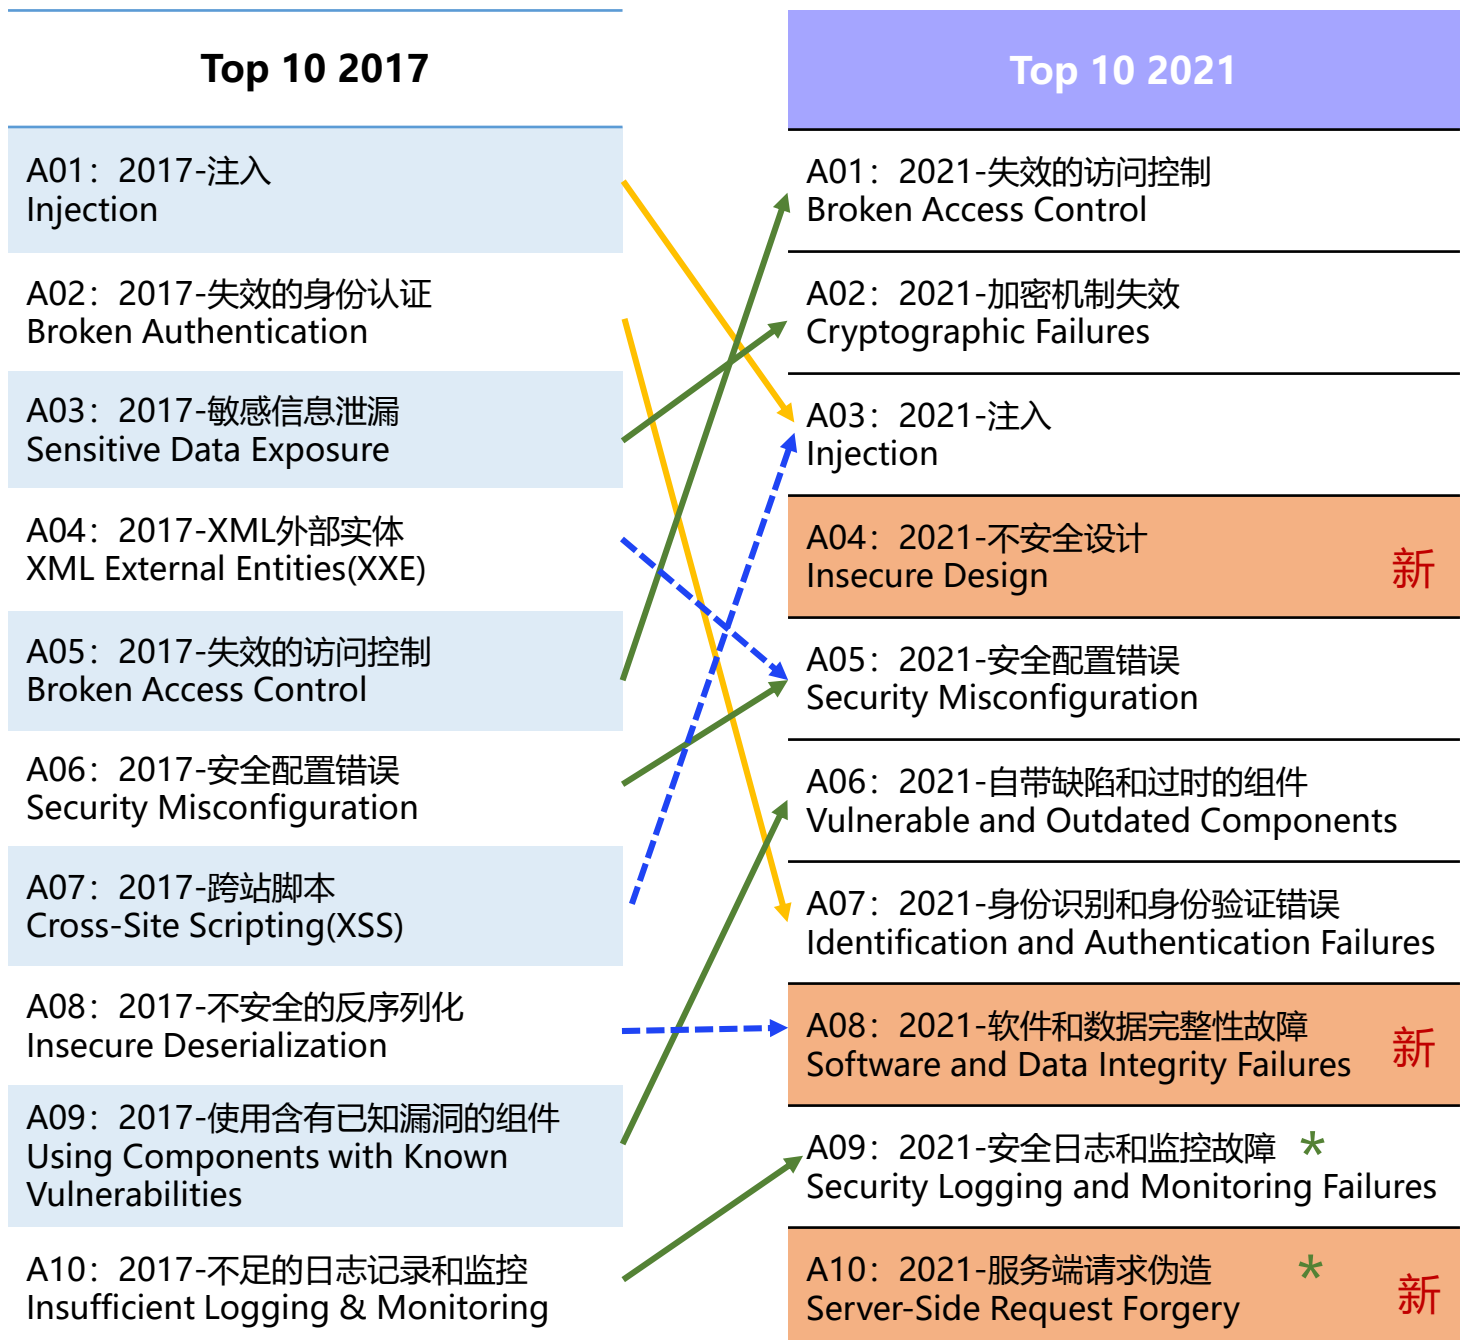 Top 10 2017
A01：2017-注入
Injection
A02：2017-失效的身份认证
Broken Authentication
A03：2017-敏感信息泄漏
Sensitive Data Exposure
A04：2017-XML外部实体
XML External Entities(XXE)
A05：2017-失效的访问控制
Broken Access Control
A06：2017-安全配置错误
Security Misconfiguration
A07：2017-跨站脚本
Cross-Site Scripting(XSS)
A08：2017-不安全的反序列化
Insecure Deserialization
A09：2017-使用含有已知漏洞的组件
Using Components with Known
Vulnerabilities
A10：2017-不足的日志记录和监控
Insufficient Logging & Monitoring
Top 10 2021
A01：2021-失效的访问控制
Broken Access Control
A02：2021-加密机制失效
Cryptographic Failures
A03：2021-注入
Injection
A04：2021-不安全设计
Insecure Design
新
A05：2021-安全配置错误
Security Misconfiguration
A06：2021-自带缺陷和过时的组件
Vulnerable and Outdated Components
A07：2021-身份识别和身份验证错误
Identification and Authentication Failures
A08：2021-软件和数据完整性故障
Software and Data Integrity Failures
新
A09：2021-安全日志和监控故障 *
Security Logging and Monitoring Failures
A10：2021-服务端请求伪造 *
Server-Side Request Forgery
新